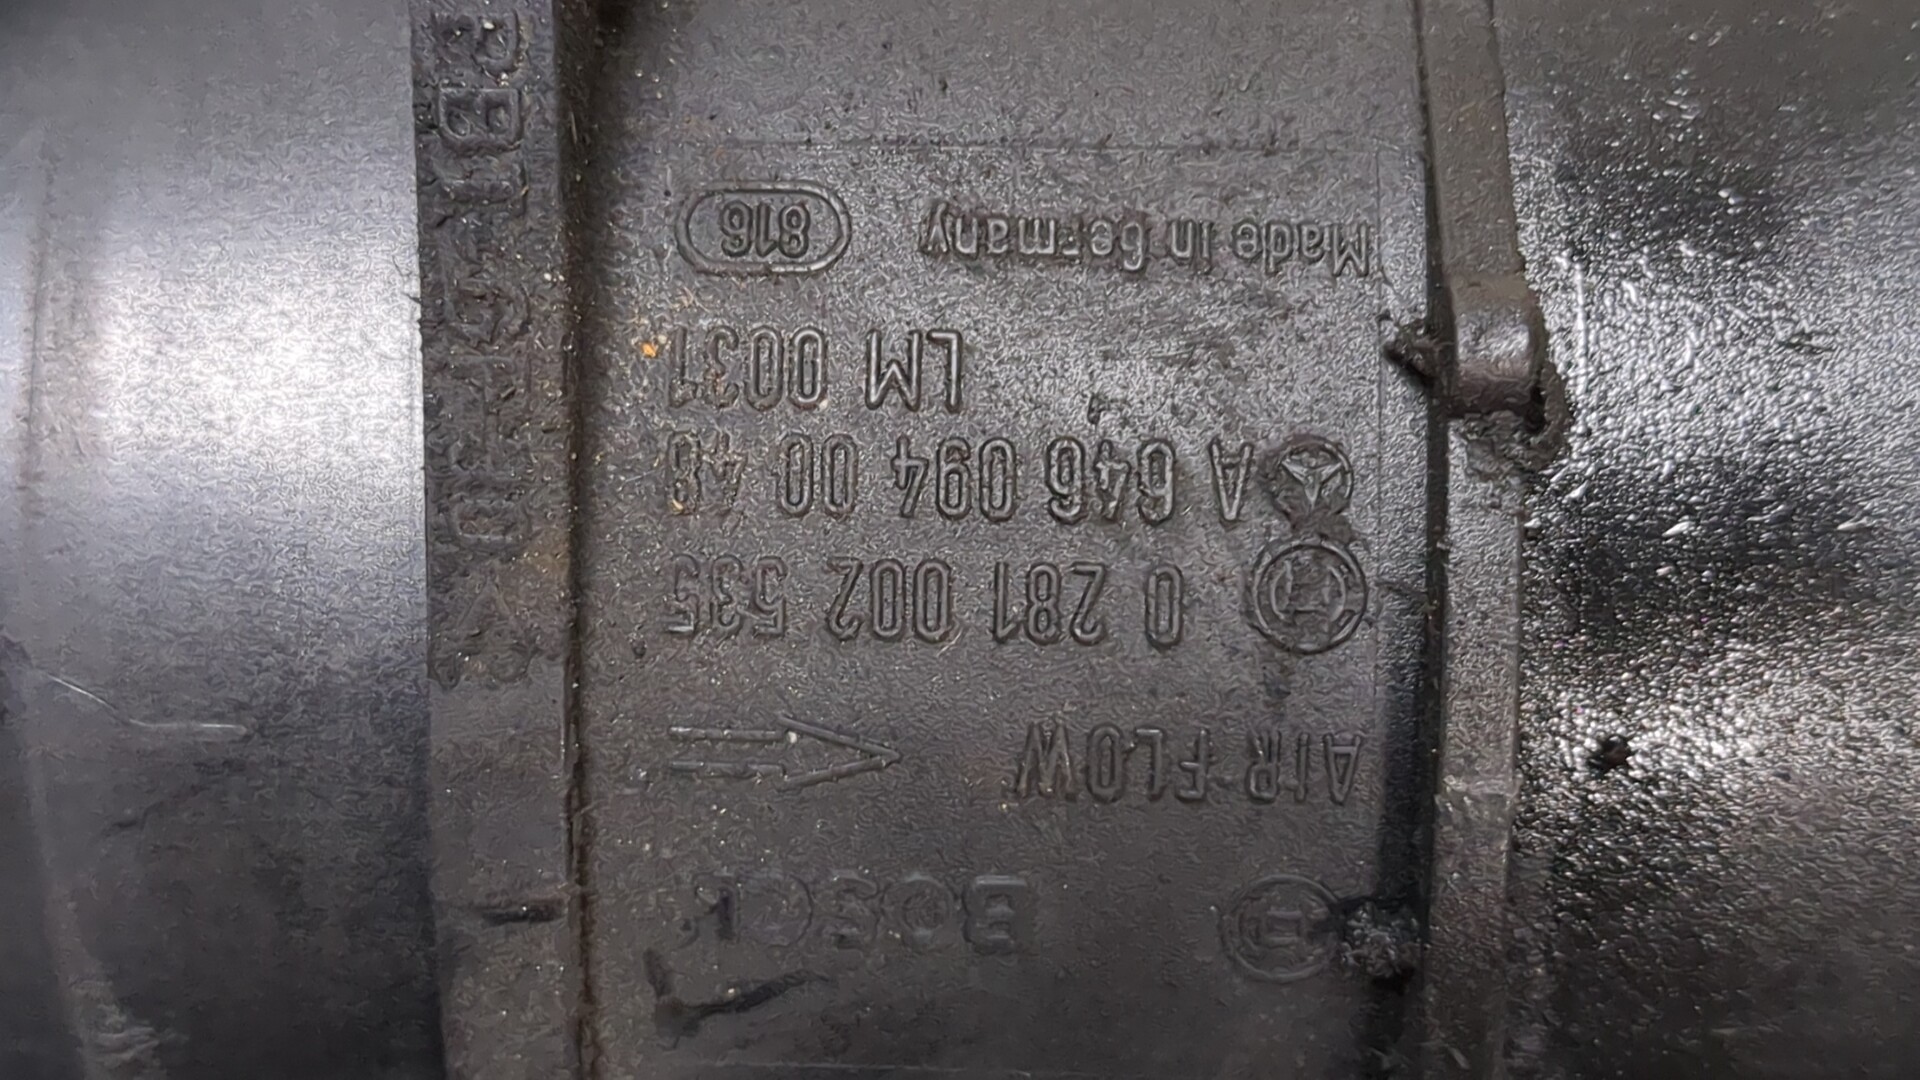 BOSCH
AIR FLOW
0 281 002 535
A 646 094 00 48
LM 0031
Made in Germany 816